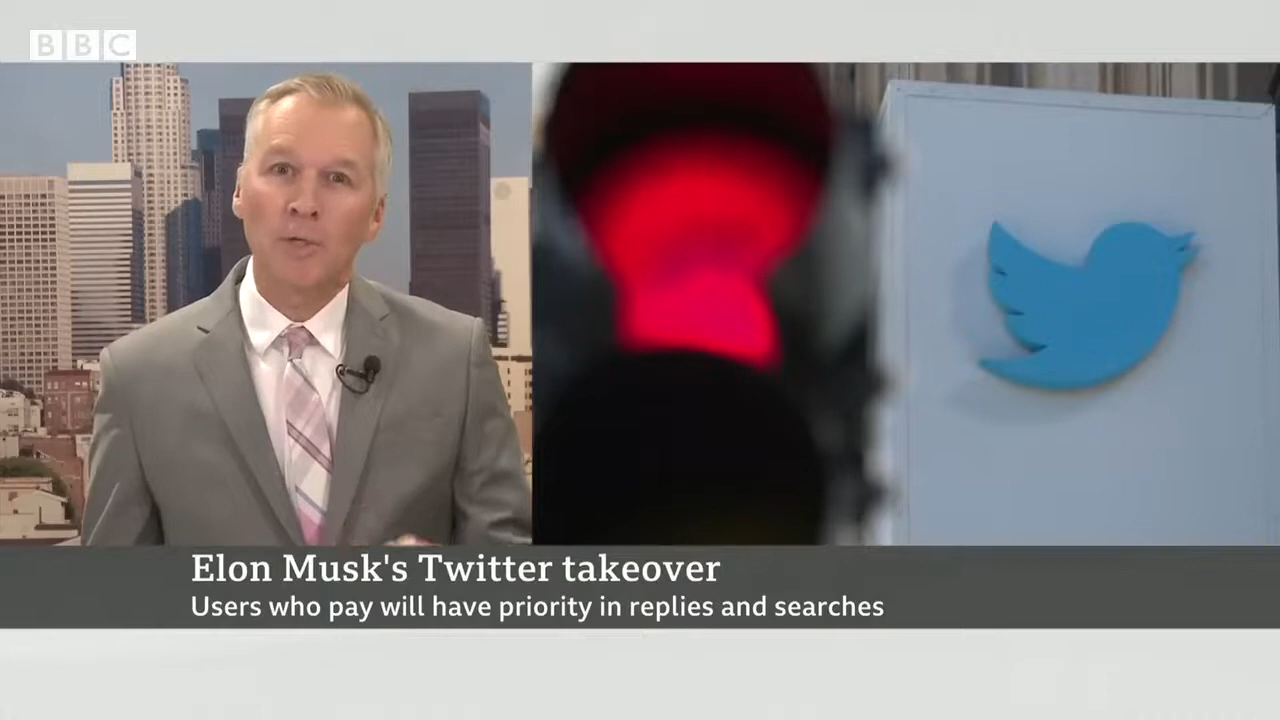 BBC
Elon Musk's Twitter takeover
Users who pay will have priority in replies and searches